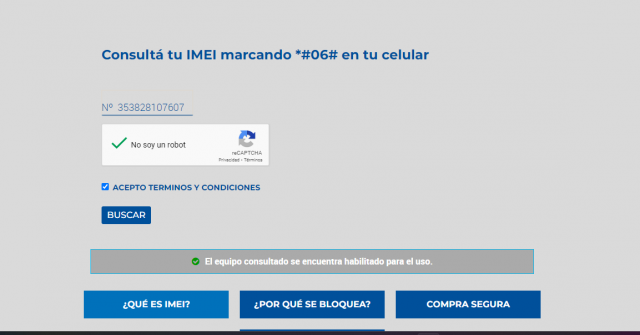 Consultá tu IMEI marcando *#06# en tu celular
Nº 353828107607
No soy un robot
reCAPTCHA
Privacidad - Términos
ACEPTO TERMINOS Y CONDICIONES
BUSCAR
El equipo consultado se encuentra habilitado para el uso.
¿QUÉ ES IMEI?
¿POR QUÉ SE BLOQUEA?
COMPRA SEGURA